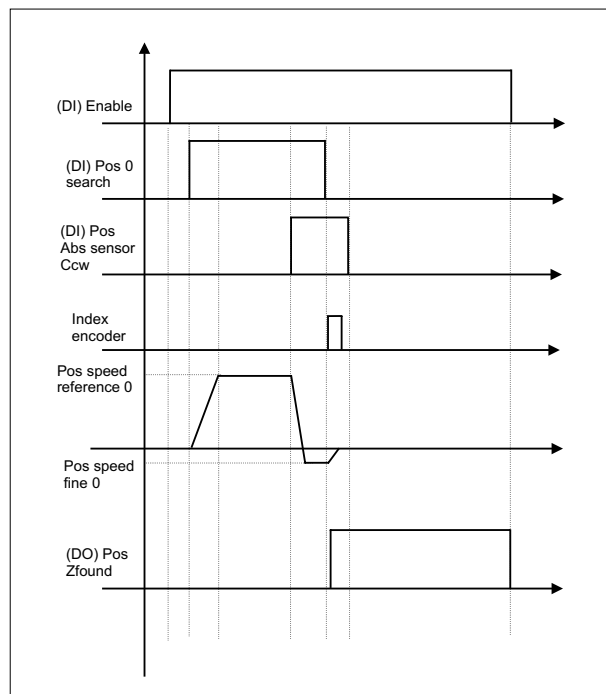 (DI) Enable
(DI) Pos 0
search
(DI) Pos
Abs sensor
Ccw
Index
encoder
Pos speed
reference 0
Pos speed
fine 0
(DO) Pos
Zfound